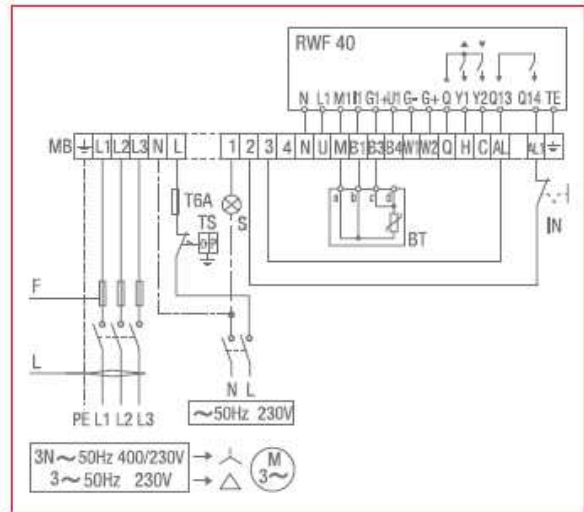 RWF 40
N L1 M1 I1 G1+ U1 G- G+ Q Y1 Y2 Q13 Q14 TE
MB L1 L2 L3 N L 1 2 3 4 N U M B1 B3 B4 W1 W2 Q H C AL AL1
T6A
TS
S
a b c d
BT
IN
F
L
N L
PE L1 L2 L3
~50Hz 230V
3N~50Hz 400/230V
3~50Hz 230V
M
3~